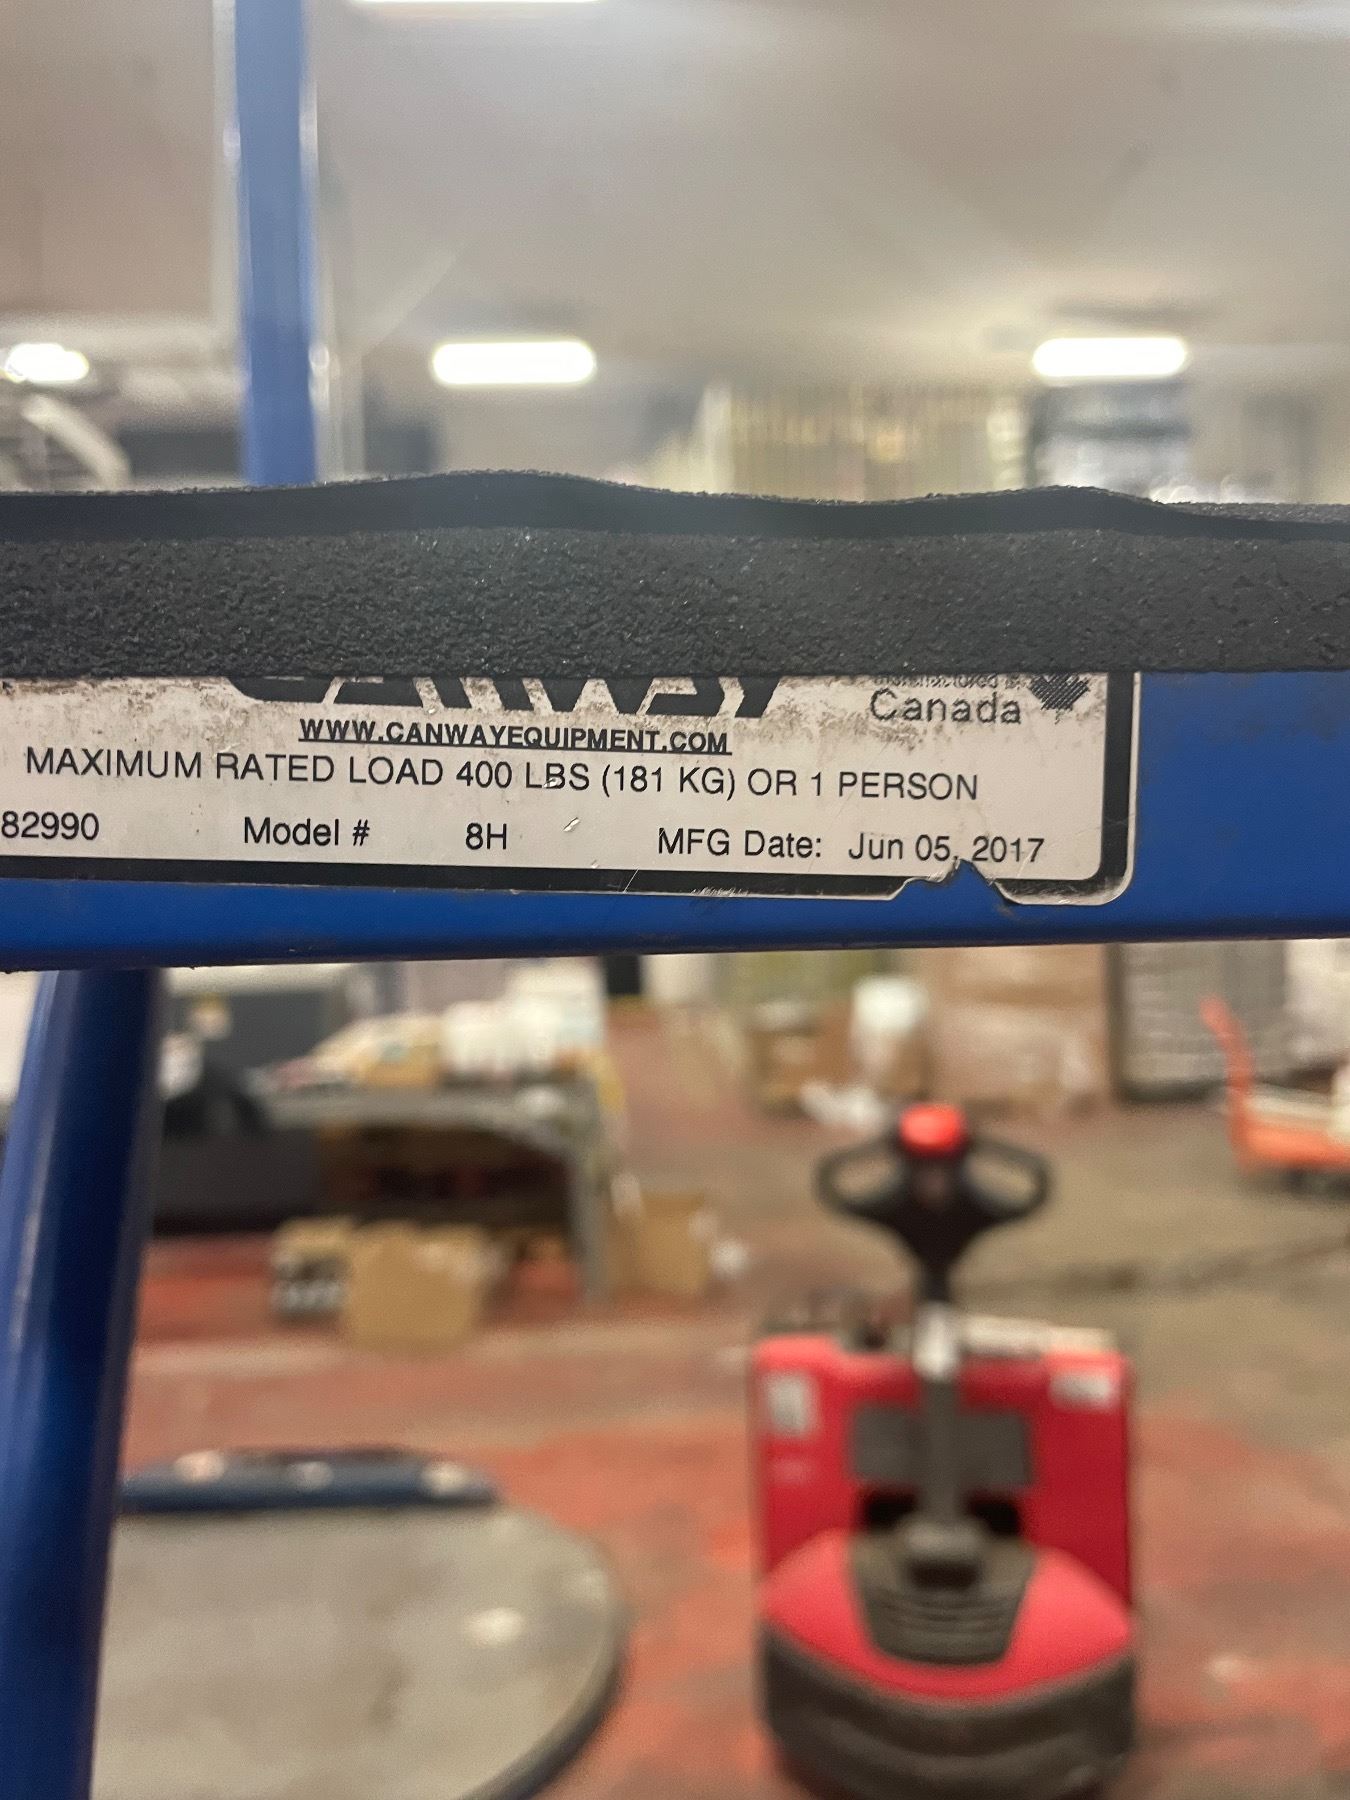 CANWAY
Canada
WWW.CANWAYEQUIPMENT.COM
MAXIMUM RATED LOAD 400 LBS (181 KG) OR 1 PERSON
82990 Model # 8H MFG Date: Jun 05, 2017